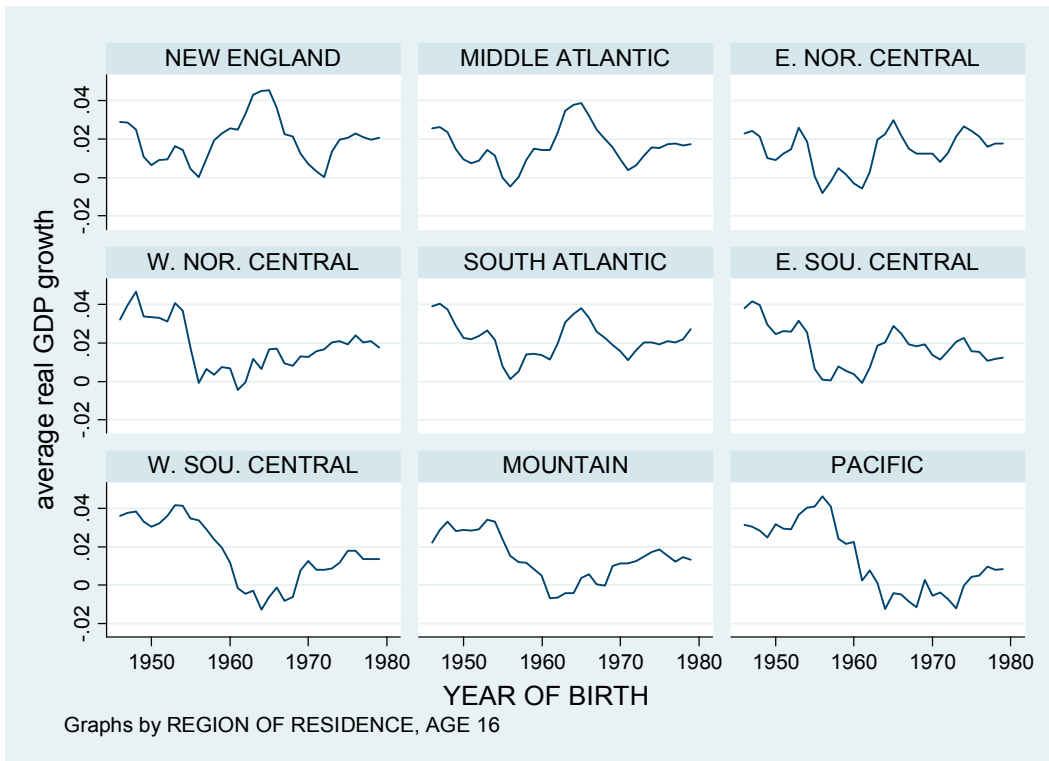 NEW ENGLAND MIDDLE ATLANTIC E. NOR. CENTRAL
.04
.02
0
-.02
W. NOR. CENTRAL SOUTH ATLANTIC E. SOU. CENTRAL
.04
.02
0
-.02
W. SOU. CENTRAL MOUNTAIN PACIFIC
.04
.02
0
-.02
average real GDP growth
1950 1960 1970 1980 1950 1960 1970 1980 1950 1960 1970 1980
YEAR OF BIRTH
Graphs by REGION OF RESIDENCE, AGE 16